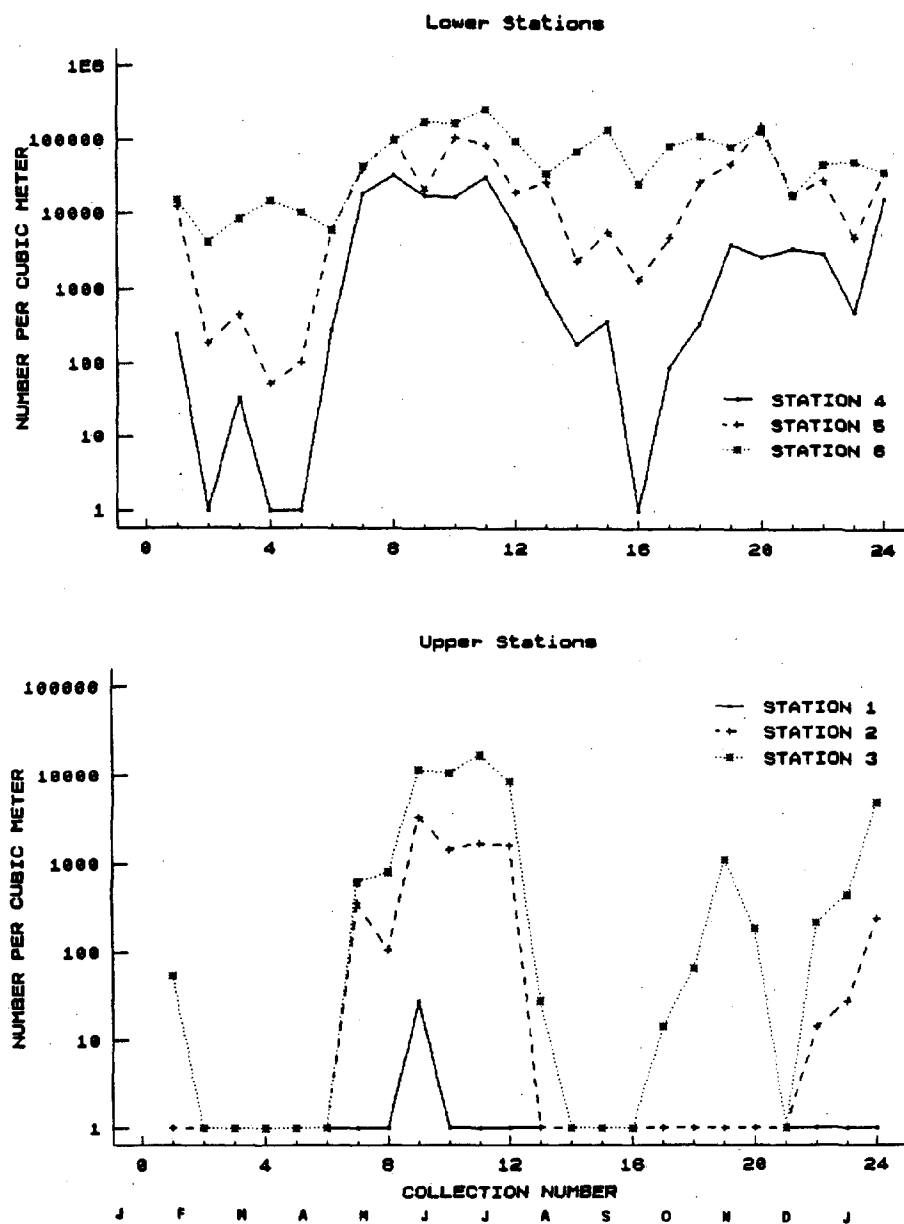 Lower Stations
NUMBER PER CUBIC METER
1E6
100000
10000
1000
100
10
1
STATION 4
STATION 5
STATION 6
0 4 8 12 16 20 24
Upper Stations
NUMBER PER CUBIC METER
100000
10000
1000
100
10
1
STATION 1
STATION 2
STATION 3
0 4 8 12 16 20 24
COLLECTION NUMBER
J F M A M J J A S O N D J